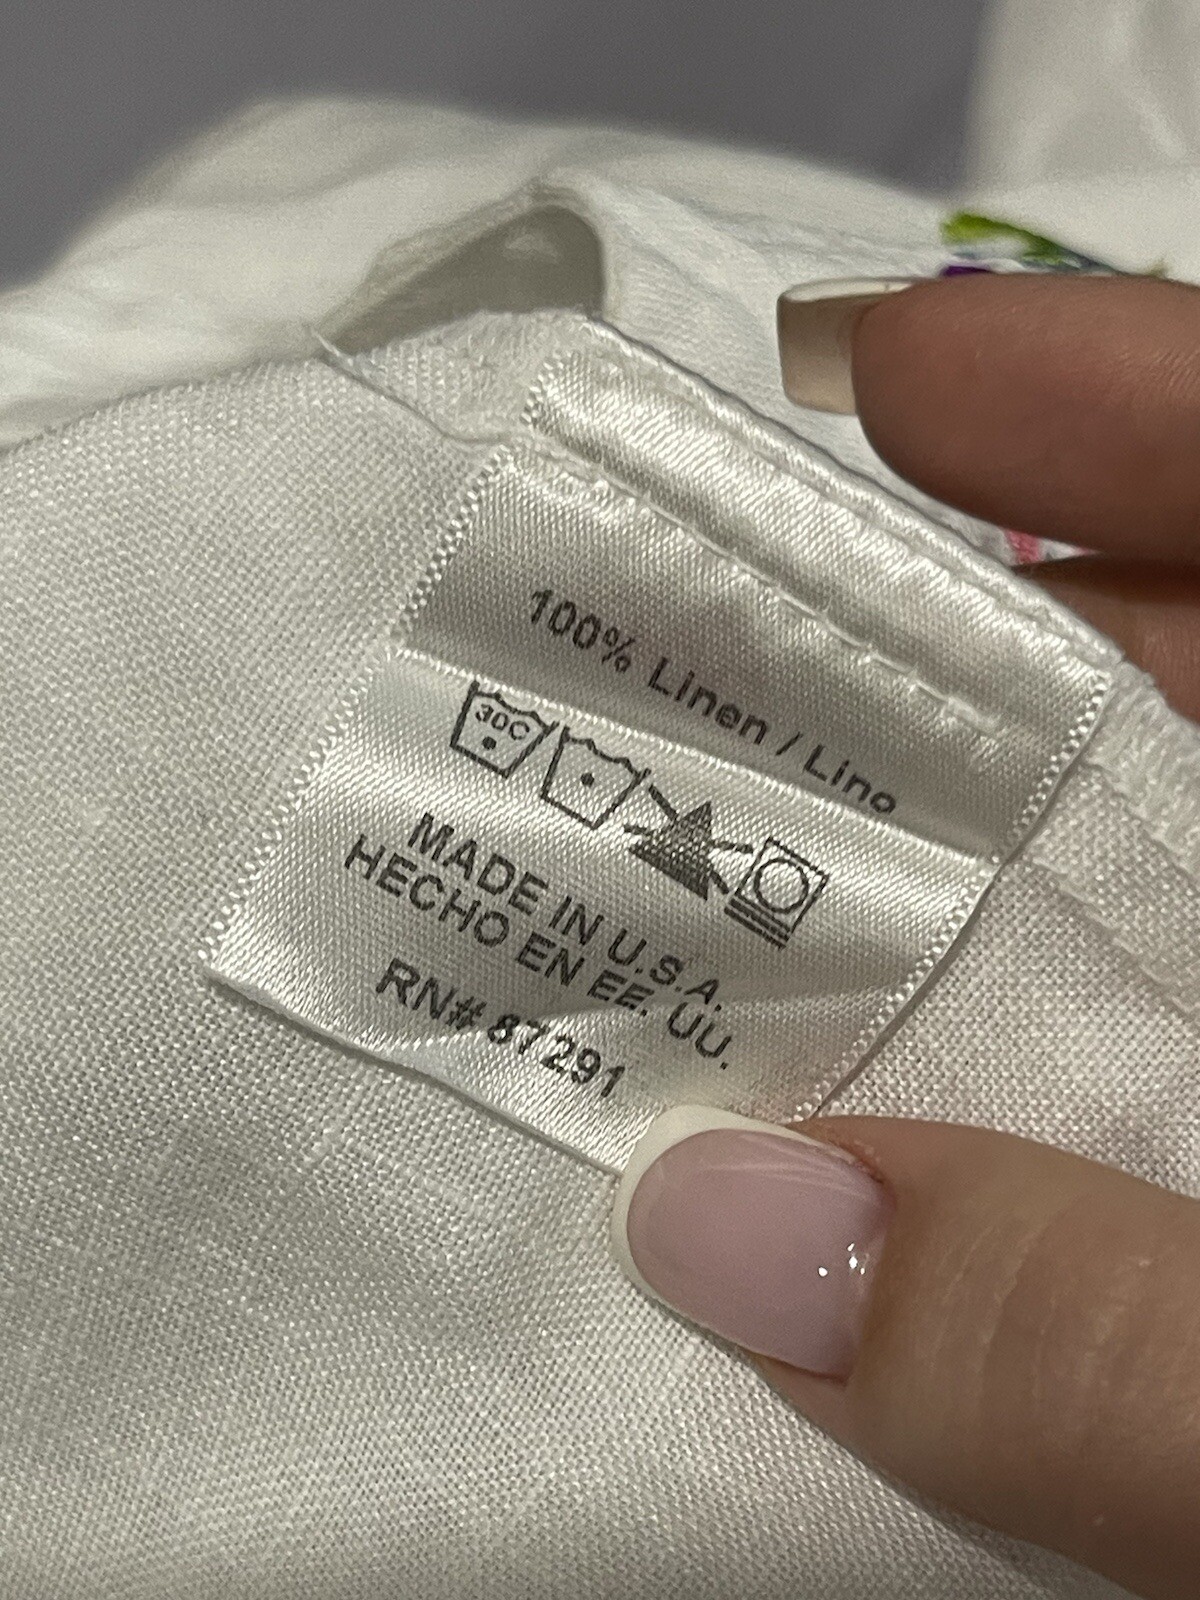 100% Linen / Lino
30C
MADE IN U.S.A.
HECHO EN EE. UU.
RN# 87291